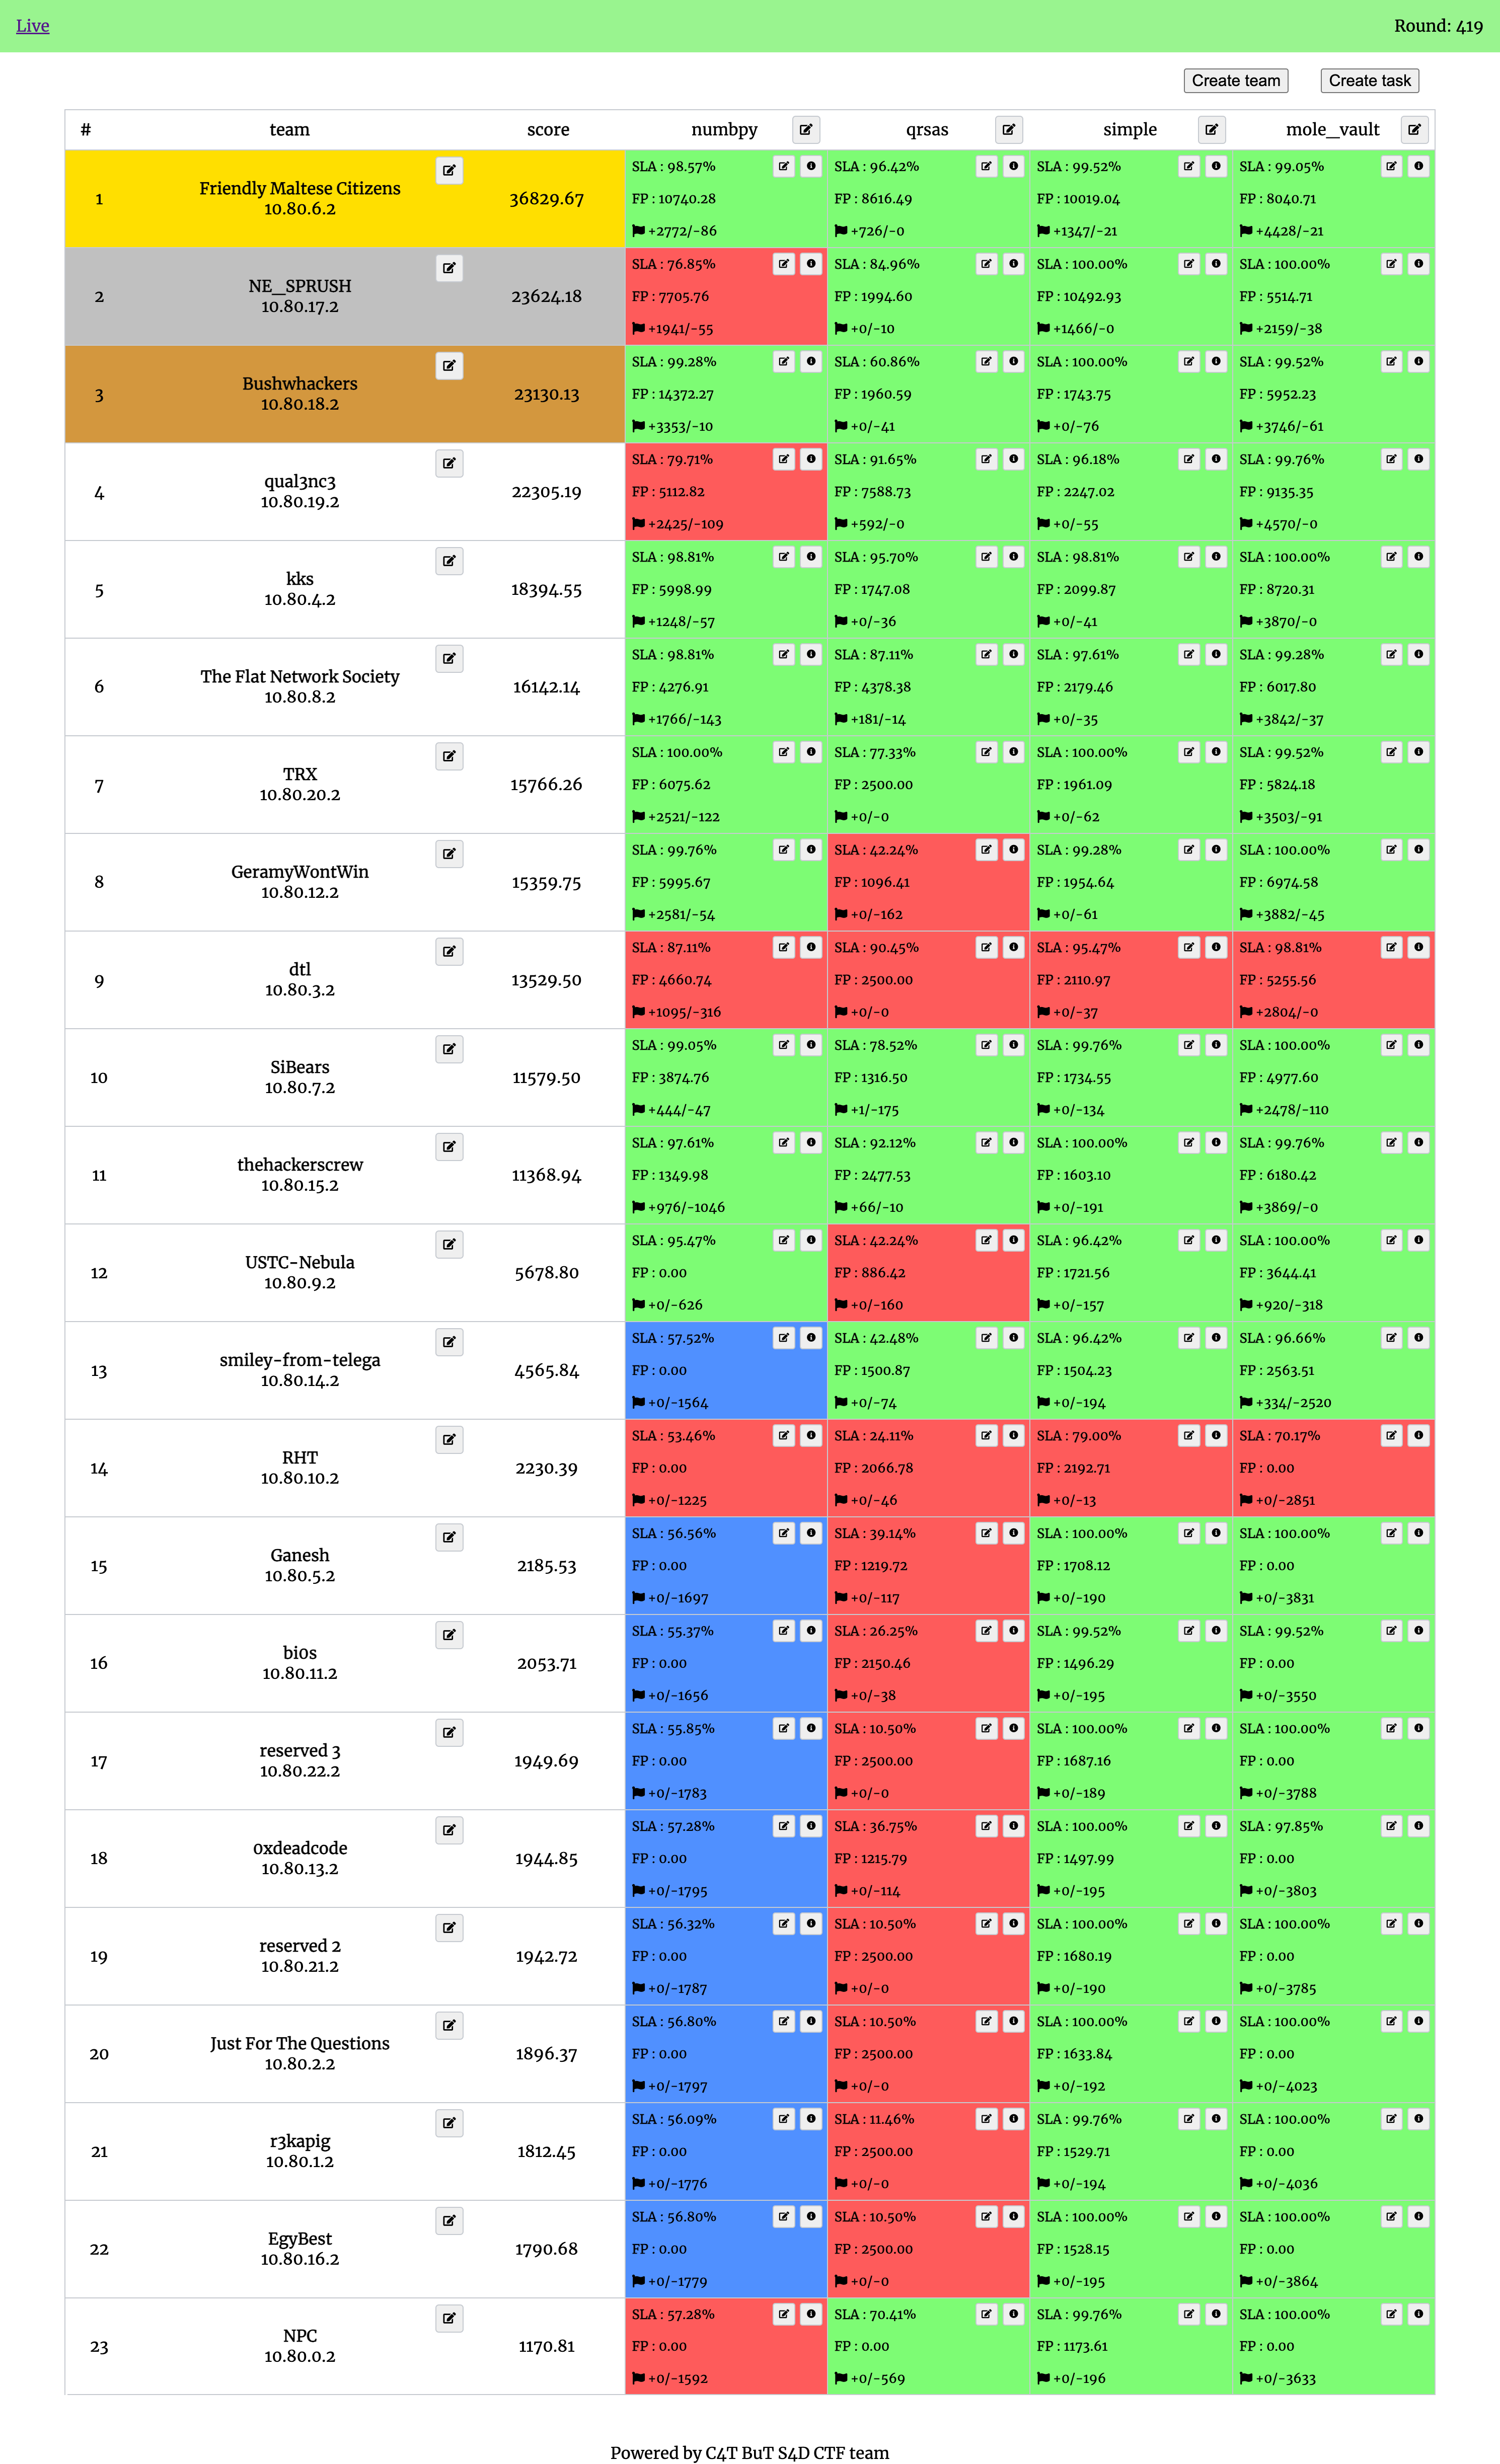 Live
Round: 419
Create team
Create task
# team score numbpy qrsas simple mole_vault
SLA : 98.57% SLA : 96.42% SLA : 99.52% SLA : 99.05%
1 Friendly Maltese Citizens 36829.67 FP : 10740.28 FP : 8616.49 FP : 10019.04 FP : 8040.71
10.80.6.2 +2772/-86 +726/-0 +1347/-21 +4428/-21
SLA : 76.85% SLA : 84.96% SLA : 100.00% SLA : 100.00%
2 NE_SPRUSH 23624.18 FP : 7705.76 FP : 1994.60 FP : 10492.93 FP : 5514.71
10.80.17.2 +1941/-55 +0/-10 +1466/-0 +2159/-38
SLA : 99.28% SLA : 60.86% SLA : 100.00% SLA : 99.52%
3 Bushwhackers 23130.13 FP : 14372.27 FP : 1960.59 FP : 1743.75 FP : 5952.23
10.80.18.2 +3353/-10 +0/-41 +0/-76 +3746/-61
SLA : 79.71% SLA : 91.65% SLA : 96.18% SLA : 99.76%
4 qual3nc3 22305.19 FP : 5112.82 FP : 7588.73 FP : 2247.02 FP : 9135.35
10.80.19.2 +2425/-109 +592/-0 +0/-55 +4570/-0
SLA : 98.81% SLA : 95.70% SLA : 98.81% SLA : 100.00%
5 kks 18394.55 FP : 5998.99 FP : 1747.08 FP : 2099.87 FP : 8720.31
10.80.4.2 +1248/-57 +0/-36 +0/-41 +3870/-0
SLA : 98.81% SLA : 87.11% SLA : 97.61% SLA : 99.28%
6 The Flat Network Society 16142.14 FP : 4276.91 FP : 4378.38 FP : 2179.46 FP : 6017.80
10.80.8.2 +1766/-143 +181/-14 +0/-35 +3842/-37
SLA : 100.00% SLA : 77.33% SLA : 100.00% SLA : 99.52%
7 TRX 15766.26 FP : 6075.62 FP : 2500.00 FP : 1961.09 FP : 5824.18
10.80.20.2 +2521/-122 +0/-0 +0/-62 +3503/-91
SLA : 99.76% SLA : 42.24% SLA : 99.28% SLA : 100.00%
8 GeramyWontWin 15359.75 FP : 5995.67 FP : 1096.41 FP : 1954.64 FP : 6974.58
10.80.12.2 +2581/-54 +0/-162 +0/-61 +3882/-45
SLA : 87.11% SLA : 90.45% SLA : 95.47% SLA : 98.81%
9 dtl 13529.50 FP : 4660.74 FP : 2500.00 FP : 2110.97 FP : 5255.56
10.80.3.2 +1095/-316 +0/-0 +0/-37 +2804/-0
SLA : 99.05% SLA : 78.52% SLA : 99.76% SLA : 100.00%
10 SiBears 11579.50 FP : 3874.76 FP : 1316.50 FP : 1734.55 FP : 4977.60
10.80.7.2 +444/-47 +1/-175 +0/-134 +2478/-110
SLA : 97.61% SLA : 92.12% SLA : 100.00% SLA : 99.76%
11 thehackerscrew 11368.94 FP : 1349.98 FP : 2477.53 FP : 1603.10 FP : 6180.42
10.80.15.2 +976/-1046 +66/-10 +0/-191 +3869/-0
SLA : 95.47% SLA : 42.24% SLA : 96.42% SLA : 100.00%
12 USTC-Nebula 5678.80 FP : 0.00 FP : 886.42 FP : 1721.56 FP : 3644.41
10.80.9.2 +0/-626 +0/-160 +0/-157 +920/-318
SLA : 57.52% SLA : 42.48% SLA : 96.42% SLA : 96.66%
13 smiley-from-telega 4565.84 FP : 0.00 FP : 1500.87 FP : 1504.23 FP : 2563.51
10.80.14.2 +0/-1564 +0/-74 +0/-194 +334/-2520
SLA : 53.46% SLA : 24.11% SLA : 79.00% SLA : 70.17%
14 RHT 2230.39 FP : 0.00 FP : 2066.78 FP : 2192.71 FP : 0.00
10.80.10.2 +0/-1225 +0/-46 +0/-13 +0/-2851
SLA : 56.56% SLA : 39.14% SLA : 100.00% SLA : 100.00%
15 Ganesh 2185.53 FP : 0.00 FP : 1219.72 FP : 1708.12 FP : 0.00
10.80.5.2 +0/-1697 +0/-117 +0/-190 +0/-3831
SLA : 55.37% SLA : 26.25% SLA : 99.52% SLA : 99.52%
16 bi0s 2053.71 FP : 0.00 FP : 2150.46 FP : 1496.29 FP : 0.00
10.80.11.2 +0/-1656 +0/-38 +0/-195 +0/-3550
SLA : 55.85% SLA : 10.50% SLA : 100.00% SLA : 100.00%
17 reserved 3 1949.69 FP : 0.00 FP : 2500.00 FP : 1687.16 FP : 0.00
10.80.22.2 +0/-1783 +0/-0 +0/-189 +0/-3788
SLA : 57.28% SLA : 36.75% SLA : 100.00% SLA : 97.85%
18 0xdeadcode 1944.85 FP : 0.00 FP : 1215.79 FP : 1497.99 FP : 0.00
10.80.13.2 +0/-1795 +0/-114 +0/-195 +0/-3803
SLA : 56.32% SLA : 10.50% SLA : 100.00% SLA : 100.00%
19 reserved 2 1942.72 FP : 0.00 FP : 2500.00 FP : 1680.19 FP : 0.00
10.80.21.2 +0/-1787 +0/-0 +0/-190 +0/-3785
SLA : 56.80% SLA : 10.50% SLA : 100.00% SLA : 100.00%
20 Just For The Questions 1896.37 FP : 0.00 FP : 2500.00 FP : 1633.84 FP : 0.00
10.80.2.2 +0/-1797 +0/-0 +0/-192 +0/-4023
SLA : 56.09% SLA : 11.46% SLA : 99.76% SLA : 100.00%
21 r3kapig 1812.45 FP : 0.00 FP : 2500.00 FP : 1529.71 FP : 0.00
10.80.1.2 +0/-1776 +0/-0 +0/-194 +0/-4036
SLA : 56.80% SLA : 10.50% SLA : 100.00% SLA : 100.00%
22 EgyBest 1790.68 FP : 0.00 FP : 2500.00 FP : 1528.15 FP : 0.00
10.80.16.2 +0/-1779 +0/-0 +0/-195 +0/-3864
SLA : 57.28% SLA : 70.41% SLA : 99.76% SLA : 100.00%
23 NPC 1170.81 FP : 0.00 FP : 0.00 FP : 1173.61 FP : 0.00
10.80.0.2 +0/-1592 +0/-569 +0/-196 +0/-3633
Powered by C4T BuT S4D CTF team